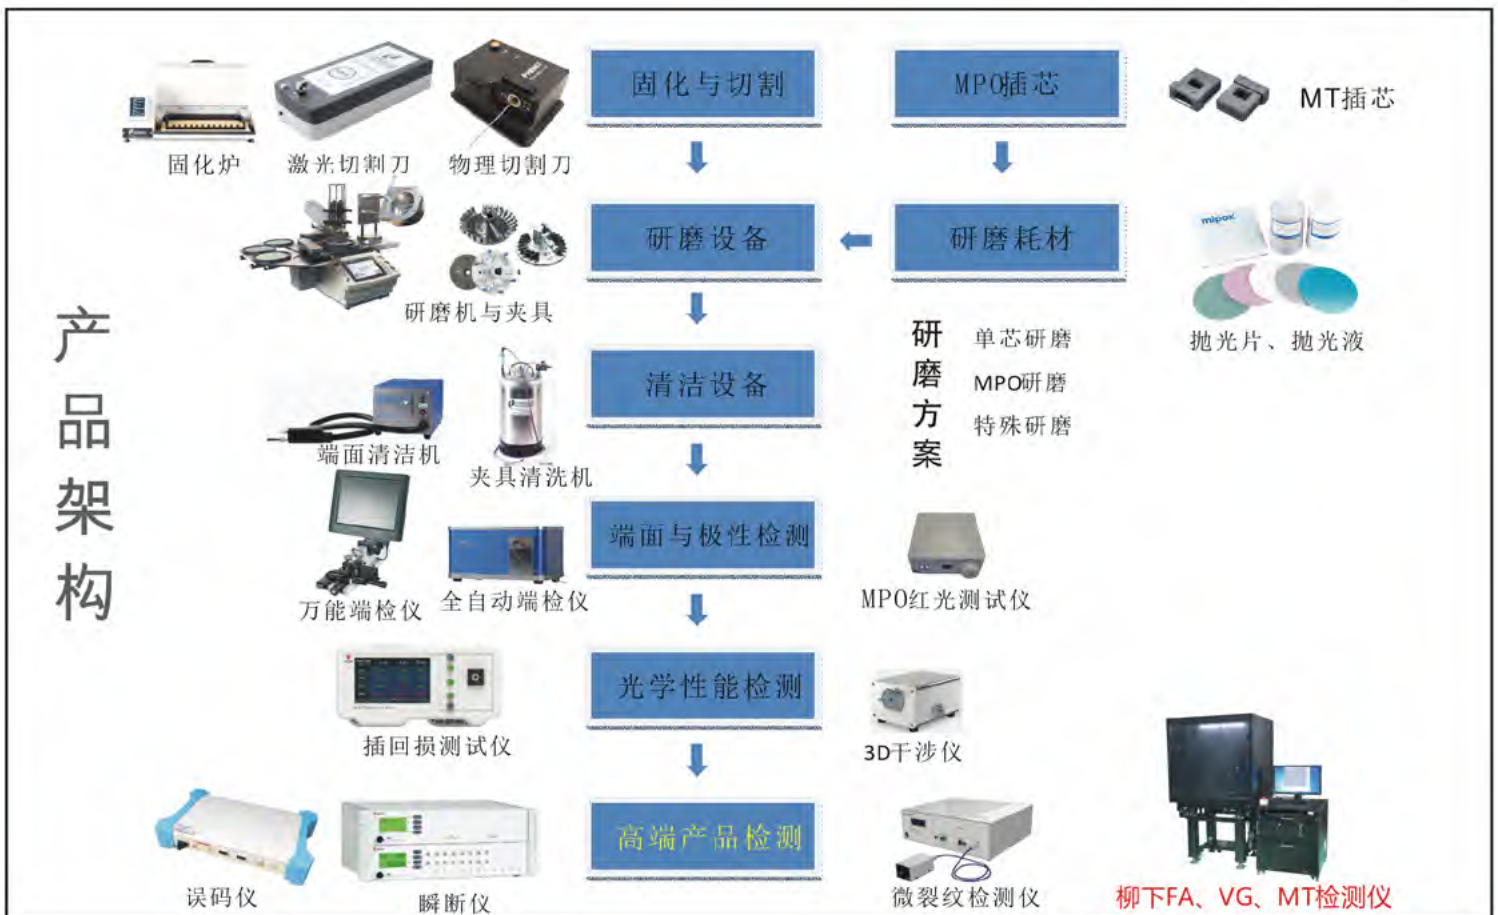 产品架构
固化与切割
MPO插芯
MT插芯
固化炉
激光切割刀
物理切割刀
研磨设备
研磨耗材
mipox
研磨机与夹具
抛光片、抛光液
研磨方案
单芯研磨
MPO研磨
特殊研磨
清洁设备
端面清洁机
夹具清洗机
端面与极性检测
万能端检仪
全自动端检仪
MPO红光测试仪
光学性能检测
插回损测试仪
3D干涉仪
高端产品检测
误码仪
瞬断仪
微裂纹检测仪
柳下FA、VG、MT检测仪